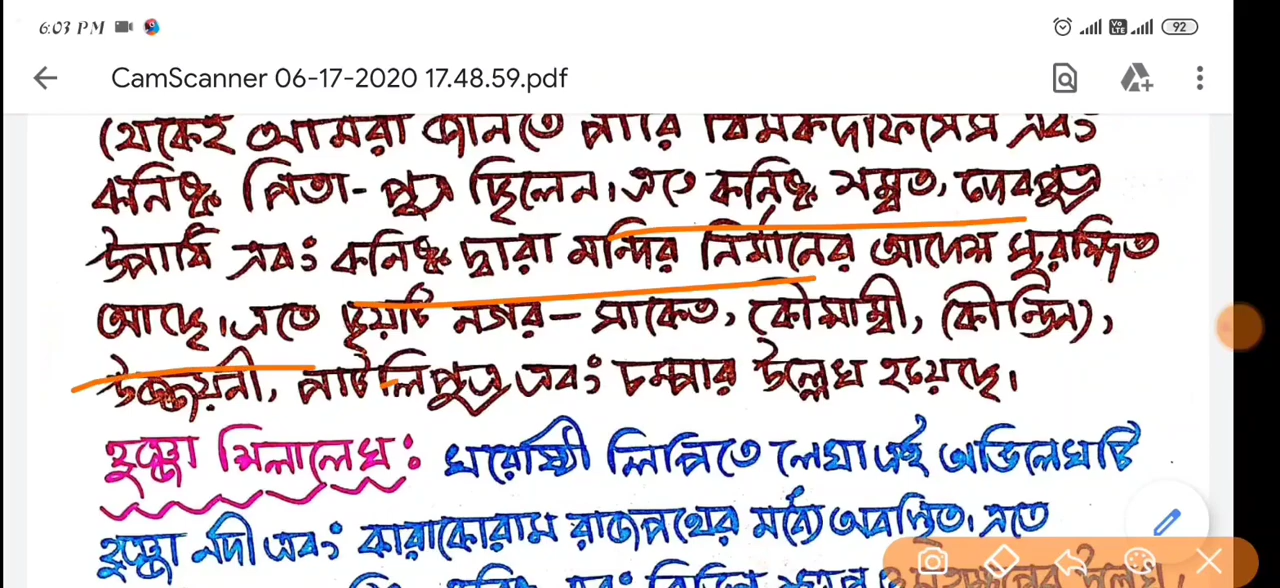 6:03 PM
92
CamScanner 06-17-2020 17.48.59.pdf
থেকেই আমরা জানতে পারি বিমকদফিসেস এবং
কনিষ্ক পিতা-পুত্র ছিলেন। এতে কনিষ্ক সম্বত, দেবপুত্র
উপাধি এবং কনিষ্ক দ্বারা মন্দির নির্মানের আদেশ সুরক্ষিত
আছে। এতে ছয়টি নগর- সাকেত, কৌশাম্বী, (কৌন্ডিন),
উজ্জয়নী, পাটলিপুত্র এবং চম্পার উল্লেখ হয়েছে।
হুঞ্জা শিলালেখ: খরোষ্ঠী লিপিতে লেখা এই অভিলেখটি
হুঞ্জা নদী এবং কারাকোরাম রাজপথের মধ্যে অবস্থিত। এতে